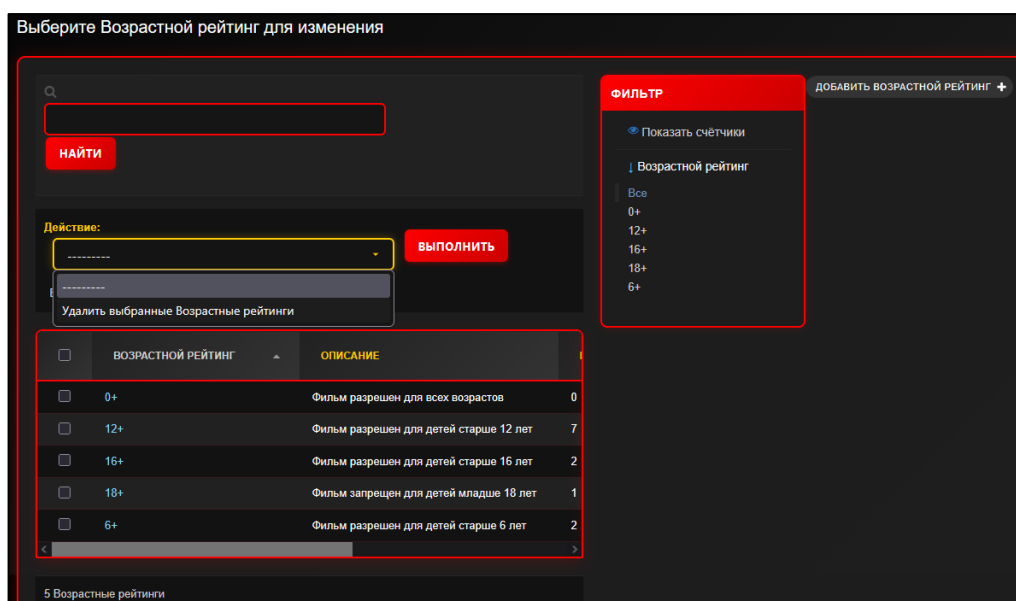 Выберите Возрастной рейтинг для изменения
НАЙТИ
Действие:
---------
ВЫПОЛНИТЬ
---------
Удалить выбранные Возрастные рейтинги
ФИЛЬТР
Показать счётчики
↓ Возрастной рейтинг
Все
0+
12+
16+
18+
6+
ДОБАВИТЬ ВОЗРАСТНОЙ РЕЙТИНГ +
ВОЗРАСТНОЙ РЕЙТИНГ ОПИСАНИЕ
0+ Фильм разрешен для всех возрастов 0
12+ Фильм разрешен для детей старше 12 лет 7
16+ Фильм разрешен для детей старше 16 лет 2
18+ Фильм запрещен для детей младше 18 лет 1
6+ Фильм разрешен для детей старше 6 лет 2
5 Возрастные рейтинги